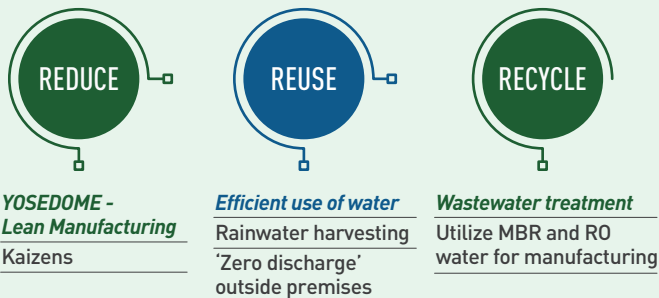 REDUCE
REUSE
RECYCLE
YOSEDOME -
Lean Manufacturing
Kaizens
Efficient use of water
Rainwater harvesting
‘Zero discharge’
outside premises
Wastewater treatment
Utilize MBR and RO
water for manufacturing